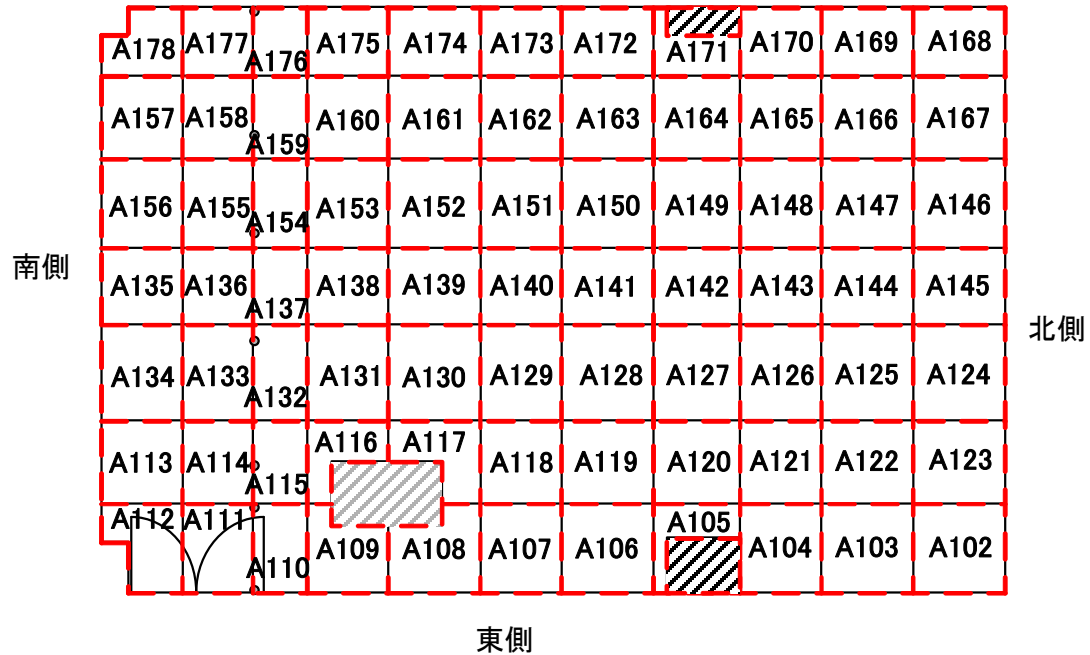 A178 A177 A176 A175 A174 A173 A172 A171 A170 A169 A168
A157 A158 A159 A160 A161 A162 A163 A164 A165 A166 A167
A156 A155 A154 A153 A152 A151 A150 A149 A148 A147 A146
南側
A135 A136 A137 A138 A139 A140 A141 A142 A143 A144 A145
北側
A134 A133 A132 A131 A130 A129 A128 A127 A126 A125 A124
A113 A114 A115 A116 A117 A118 A119 A120 A121 A122 A123
A112 A111 A110 A109 A108 A107 A106 A105 A104 A103 A102
東側